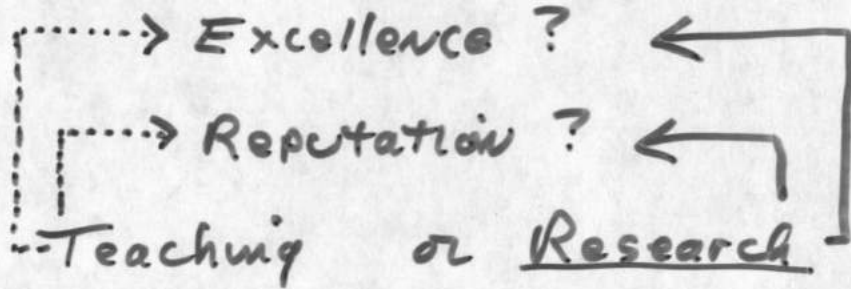 Excellence ?
Reputation ?
Teaching or Research